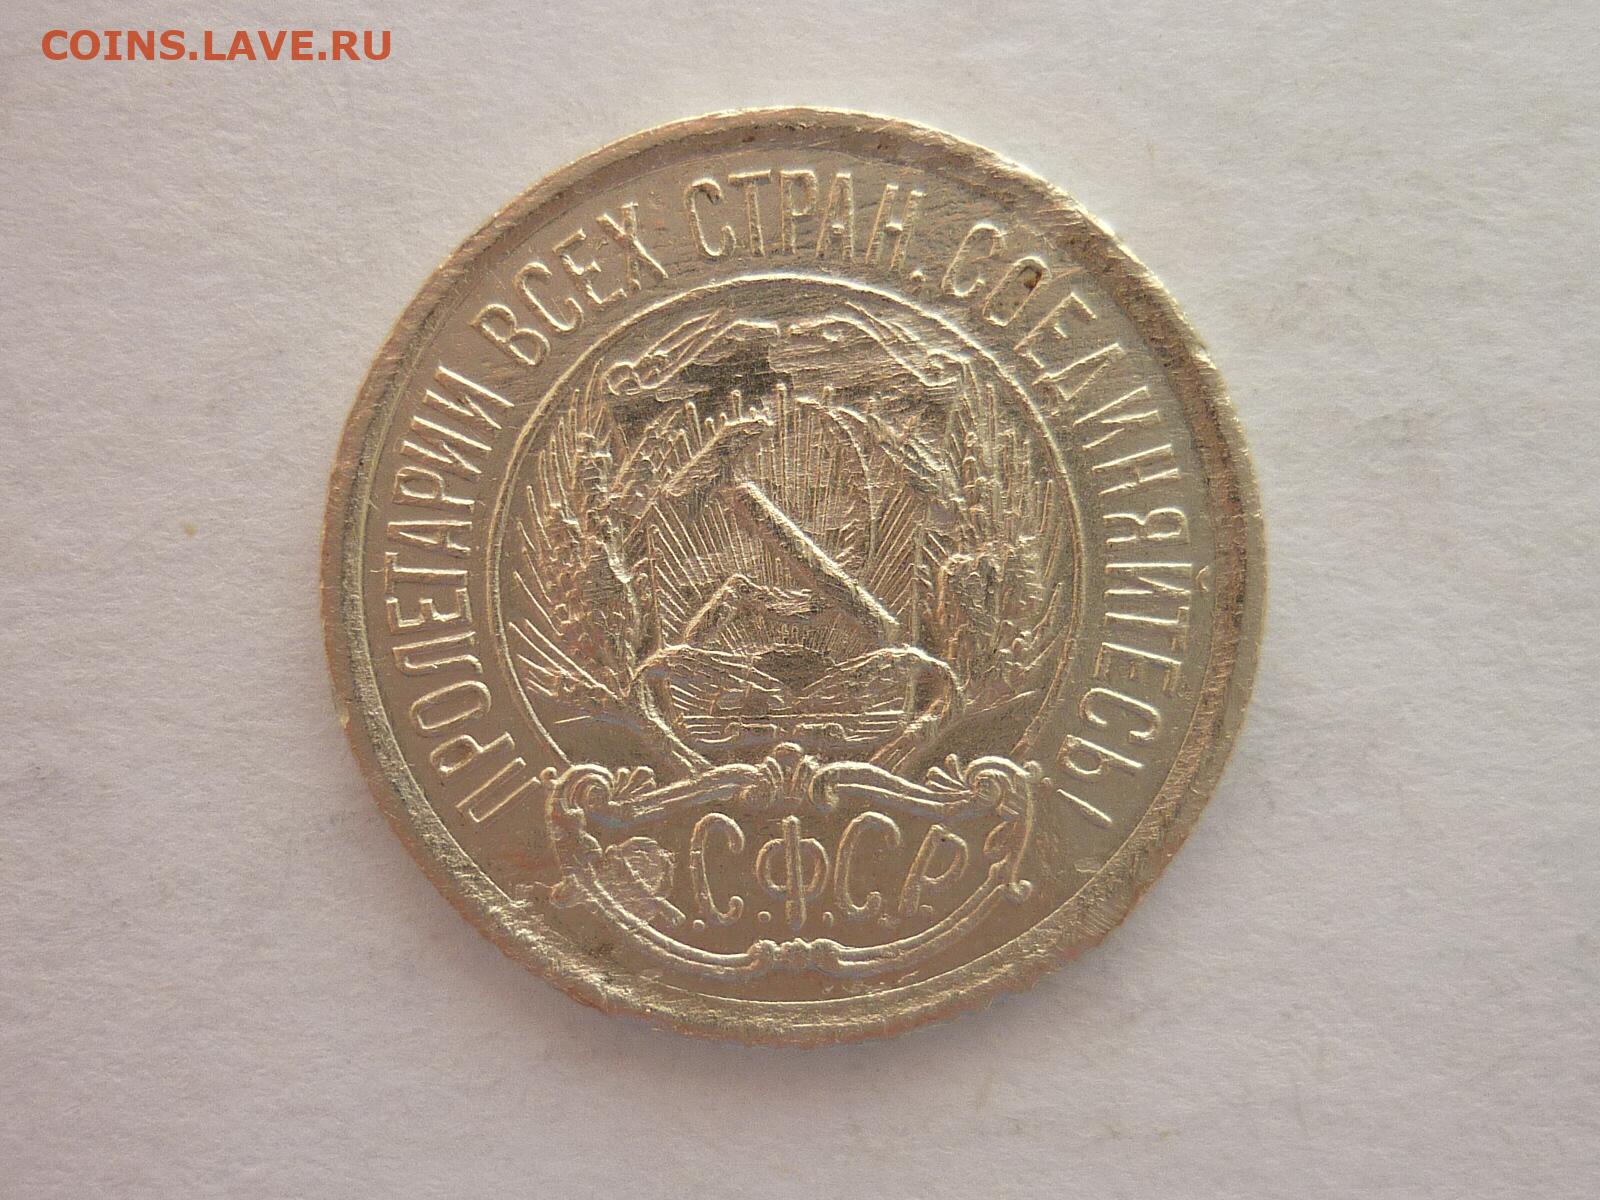 COINS.LAVE.RU
ПРОЛЕТАРИИ ВСЕХ СТРАН, СОЕДИНЯЙТЕСЬ!
Р.С.Ф.С.Р.